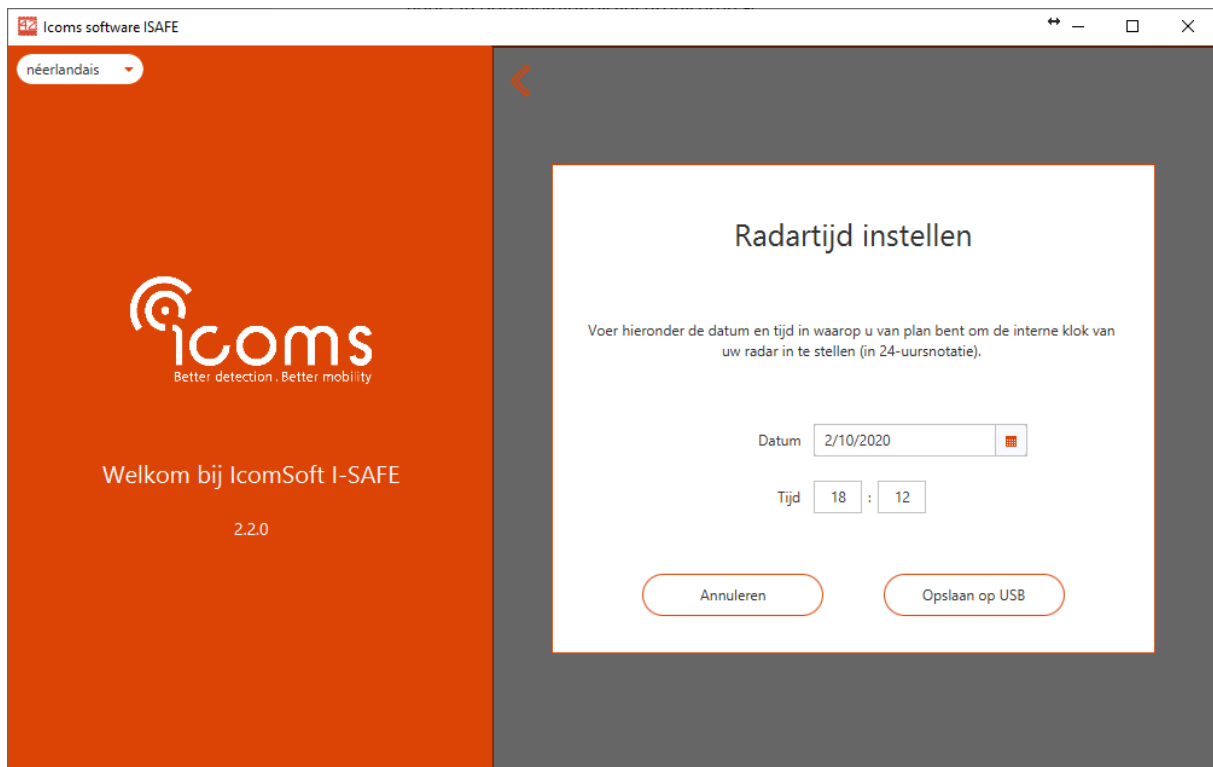 Icoms software ISAFE
néerlandais
icoms
Better detection. Better mobility
Welkom bij IcomSoft I-SAFE
2.2.0
Radartijd instellen
Voer hieronder de datum en tijd in waarop u van plan bent om de interne klok van
uw radar in te stellen (in 24-uursnotatie).
Datum 2/10/2020
Tijd 18 : 12
Annuleren Opslaan op USB